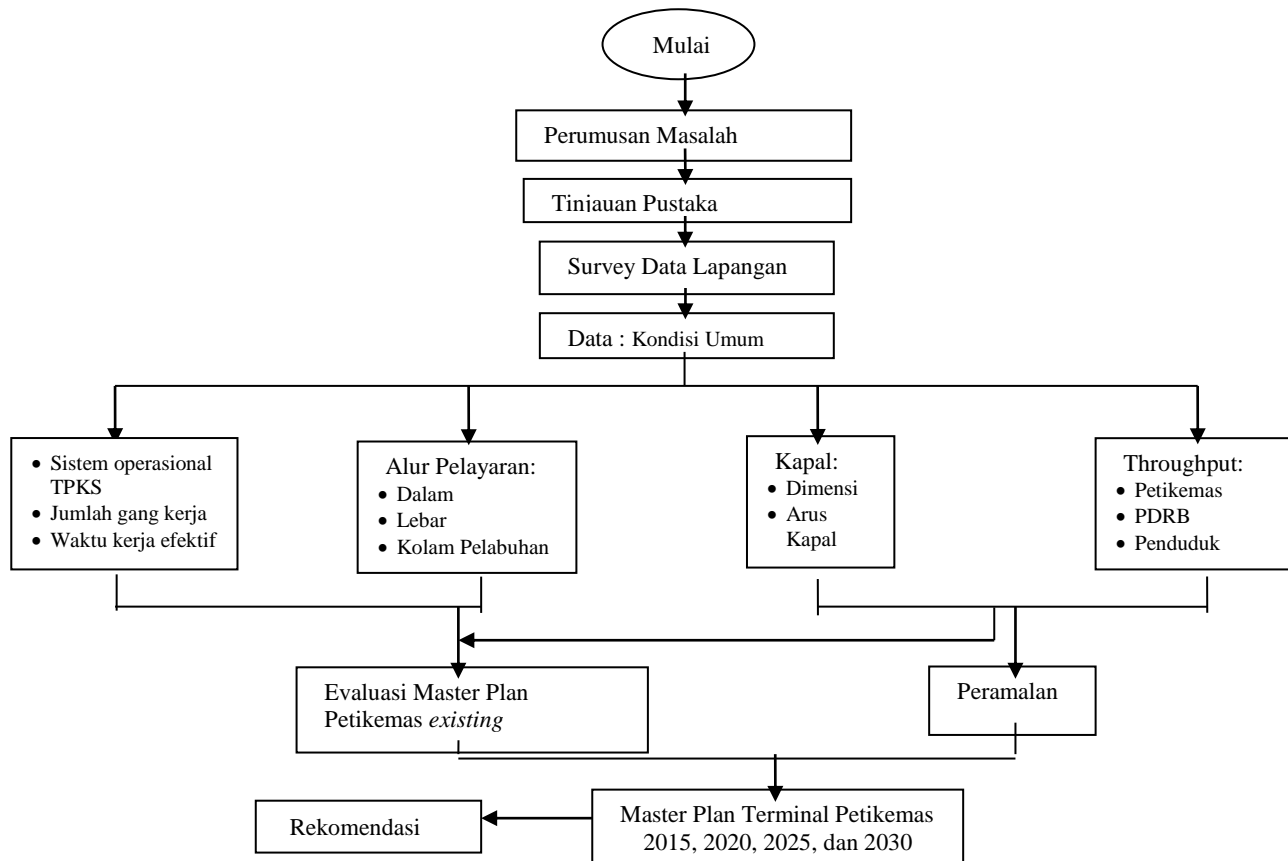 Mulai
Perumusan Masalah
Tinjauan Pustaka
Survey Data Lapangan
Data : Kondisi Umum
• Sistem operasional
TPKS
• Jumlah gang kerja
• Waktu kerja efektif
Alur Pelayaran:
• Dalam
• Lebar
• Kolam Pelabuhan
Kapal:
• Dimensi
• Arus
Kapal
Throughput:
• Petikemas
• PDRB
• Penduduk
Evaluasi Master Plan
Petikemas existing
Peramalan
Rekomendasi
Master Plan Terminal Petikemas
2015, 2020, 2025, dan 2030